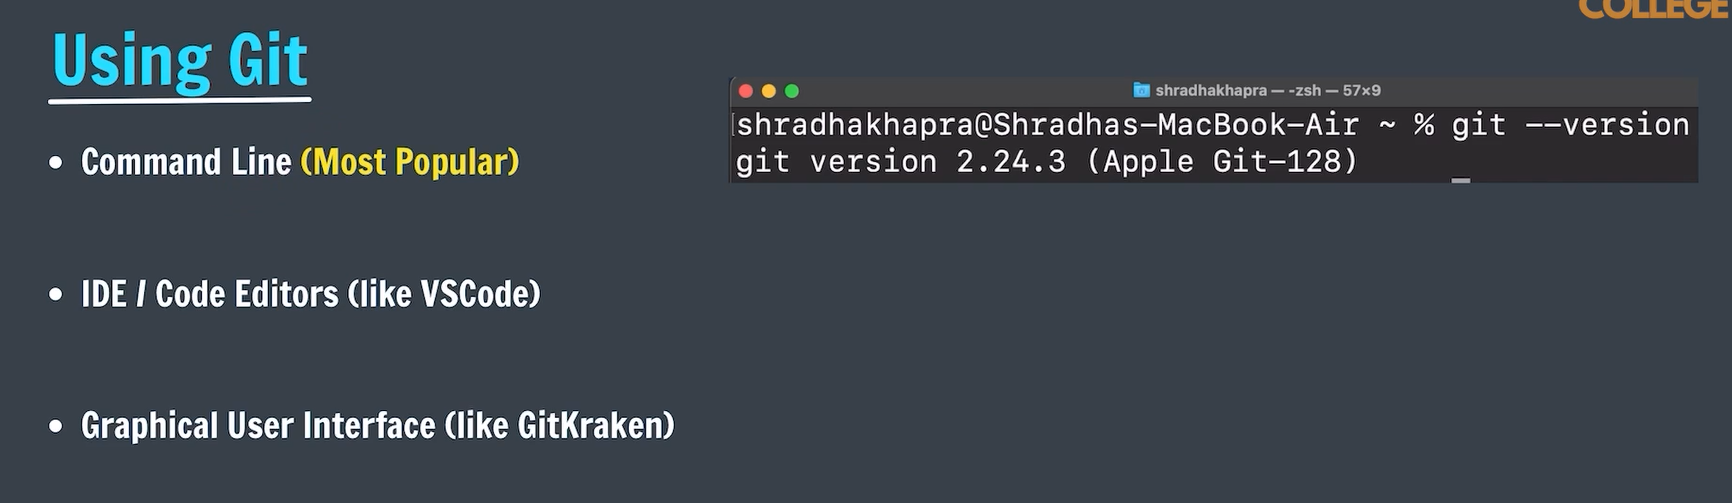 COLLEGE
Using Git
• Command Line (Most Popular)
• IDE / Code Editors (like VSCode)
• Graphical User Interface (like GitKraken)
shradhakhapra — -zsh — 57×9
shradhakhapra@Shradhas-MacBook-Air ~ % git --version
git version 2.24.3 (Apple Git-128)